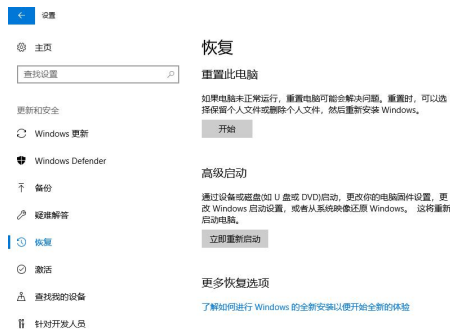 设置
主页
查找设置
更新和安全
Windows 更新
Windows Defender
备份
疑难解答
恢复
激活
查找我的设备
针对开发人员
恢复
重置此电脑
如果电脑未正常运行，重置电脑可能会解决问题。重置时，可以选
择保留个人文件或删除个人文件，然后重新安装 Windows。
开始
高级启动
通过设备或磁盘(如 U 盘或 DVD)启动，更改你的电脑固件设置，更
改 Windows 启动设置，或者从系统映像还原 Windows。 这将重新
启动电脑。
立即重新启动
更多恢复选项
了解如何进行 Windows 的全新安装以便开始全新的体验